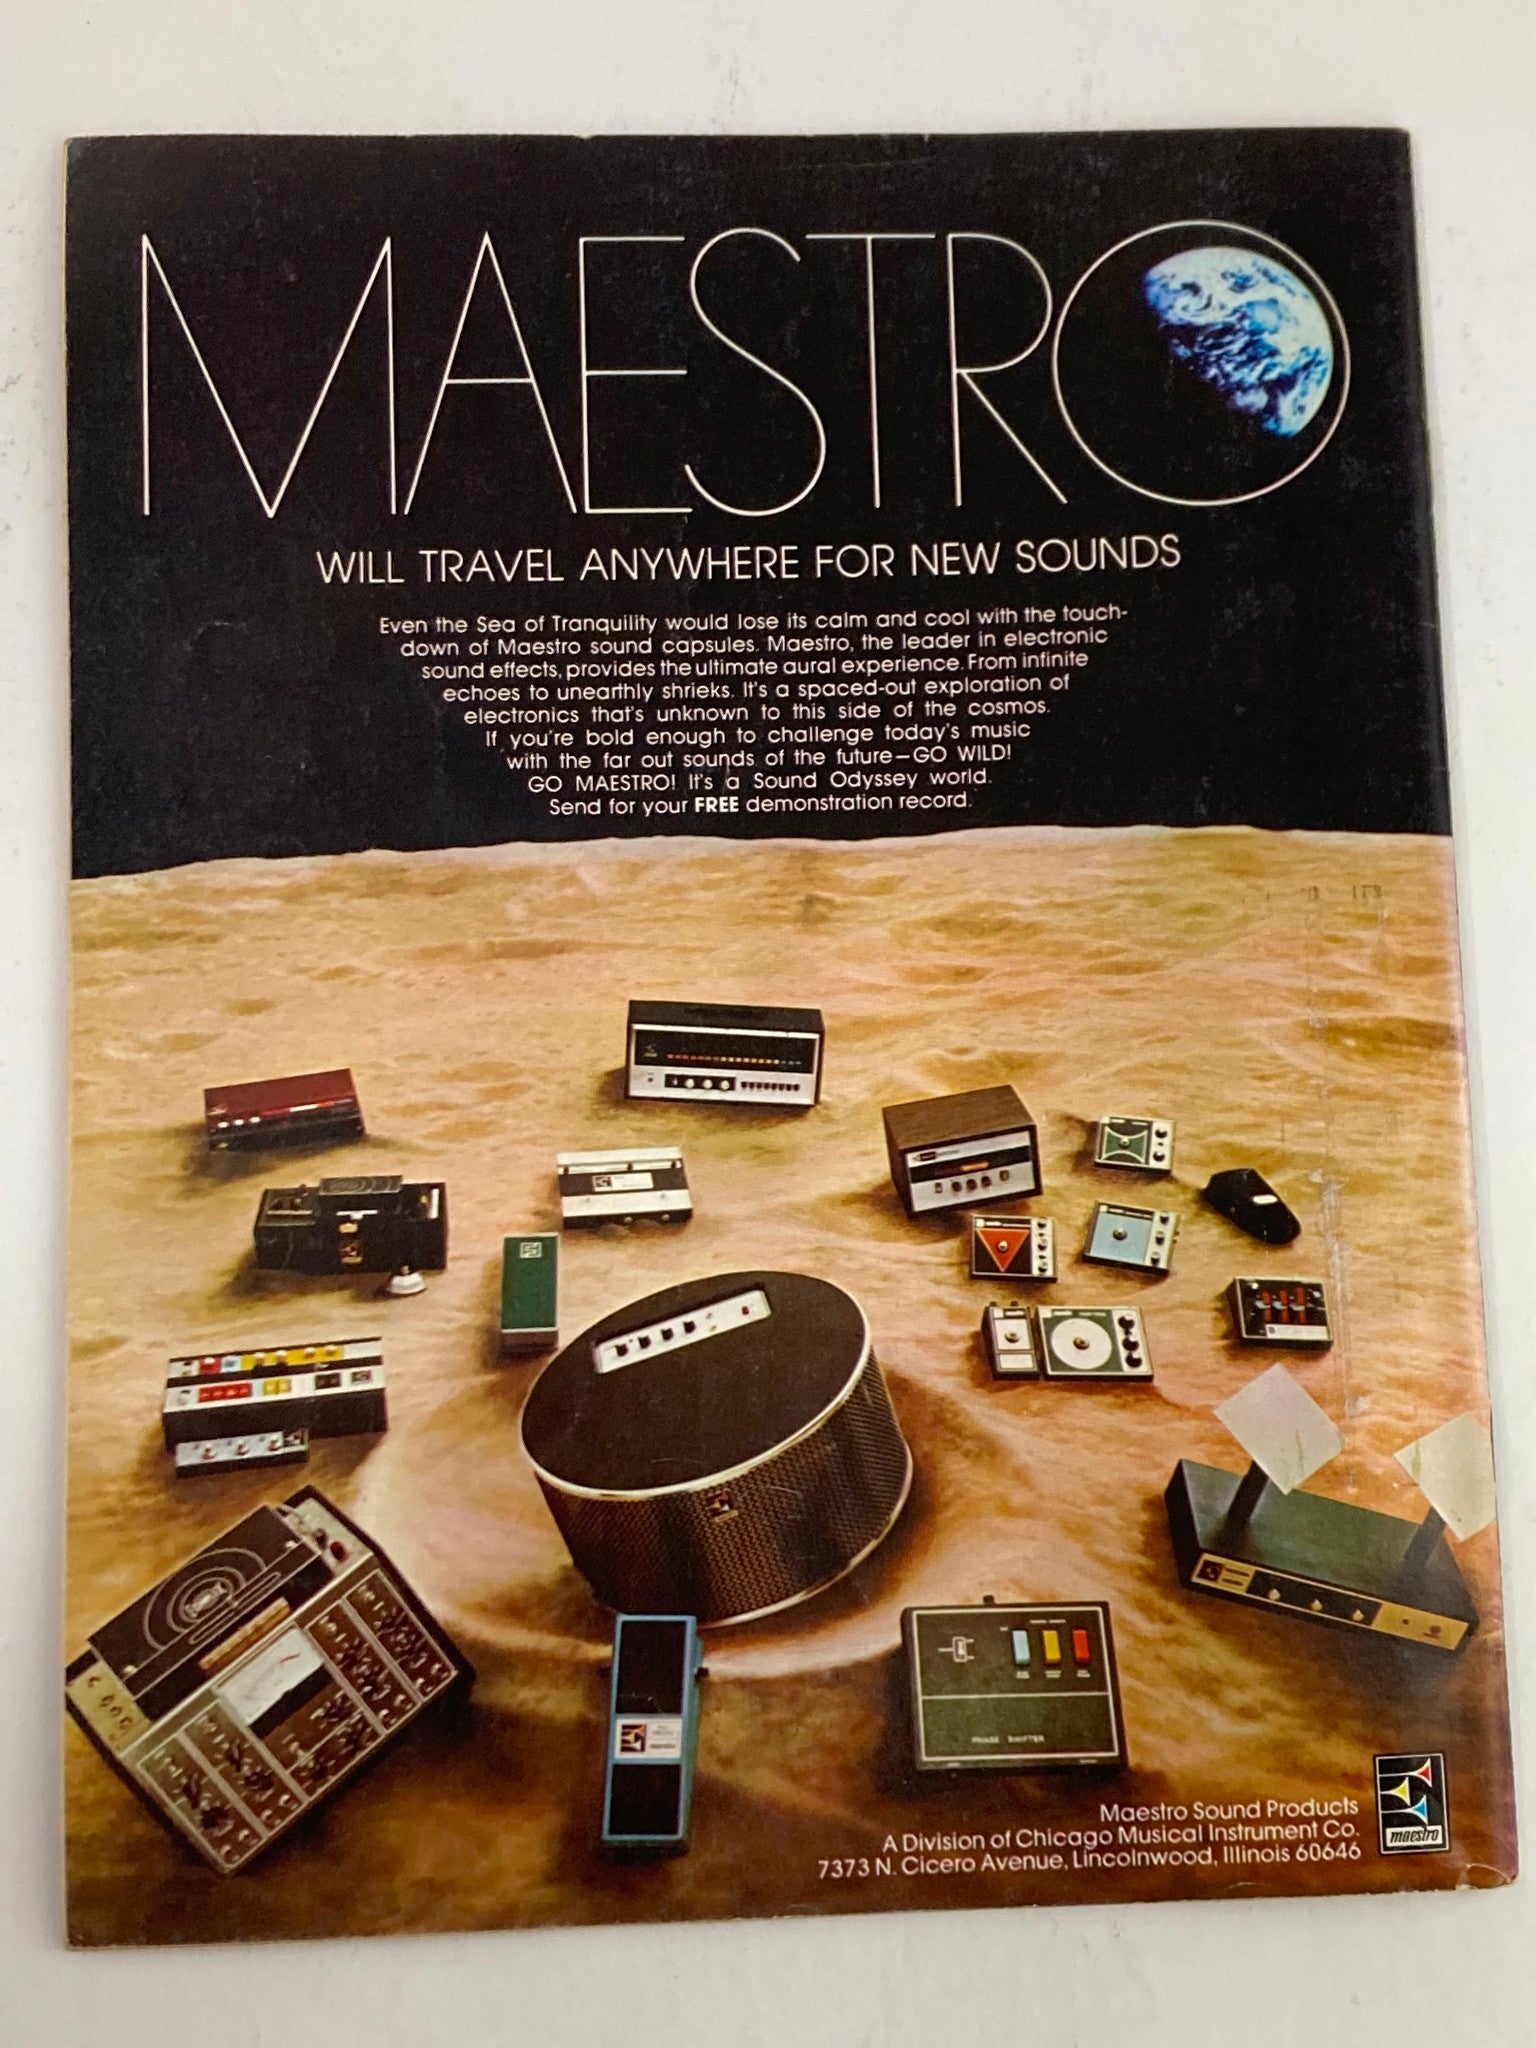 MAESTRO
WILL TRAVEL ANYWHERE FOR NEW SOUNDS
Even the Sea of Tranquility would lose its calm and cool with the touch-
down of Maestro sound capsules. Maestro, the leader in electronic
sound effects, provides the ultimate aural experience. From infinite
echoes to unearthly shrieks. It's a spaced-out exploration of
electronics that's unknown to this side of the cosmos.
If you're bold enough to challenge today's music
with the far out sounds of the future—GO WILD!
GO MAESTRO! It's a Sound Odyssey world.
Send for your FREE demonstration record.
PHASE SHIFTER
Maestro Sound Products
A Division of Chicago Musical Instrument Co.
7373 N. Cicero Avenue, Lincolnwood, Illinois 60646
maestro